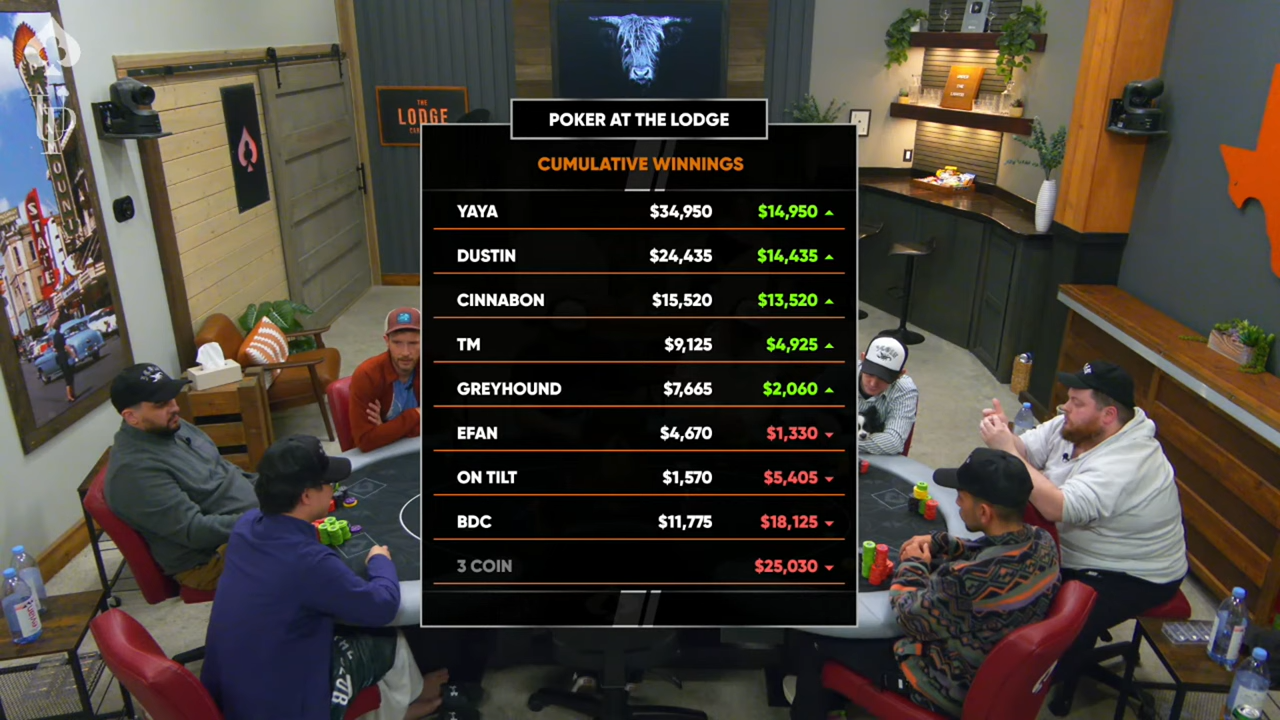 THE
LODGE
POKER AT THE LODGE
CUMULATIVE WINNINGS
YAYA $34,950 $14,950
DUSTIN $24,435 $14,435
CINNABON $15,520 $13,520
TM $9,125 $4,925
GREYHOUND $7,665 $2,060
EFAN $4,670 $1,330
ON TILT $1,570 $5,405
BDC $11,775 $18,125
3 COIN $25,030
STATE